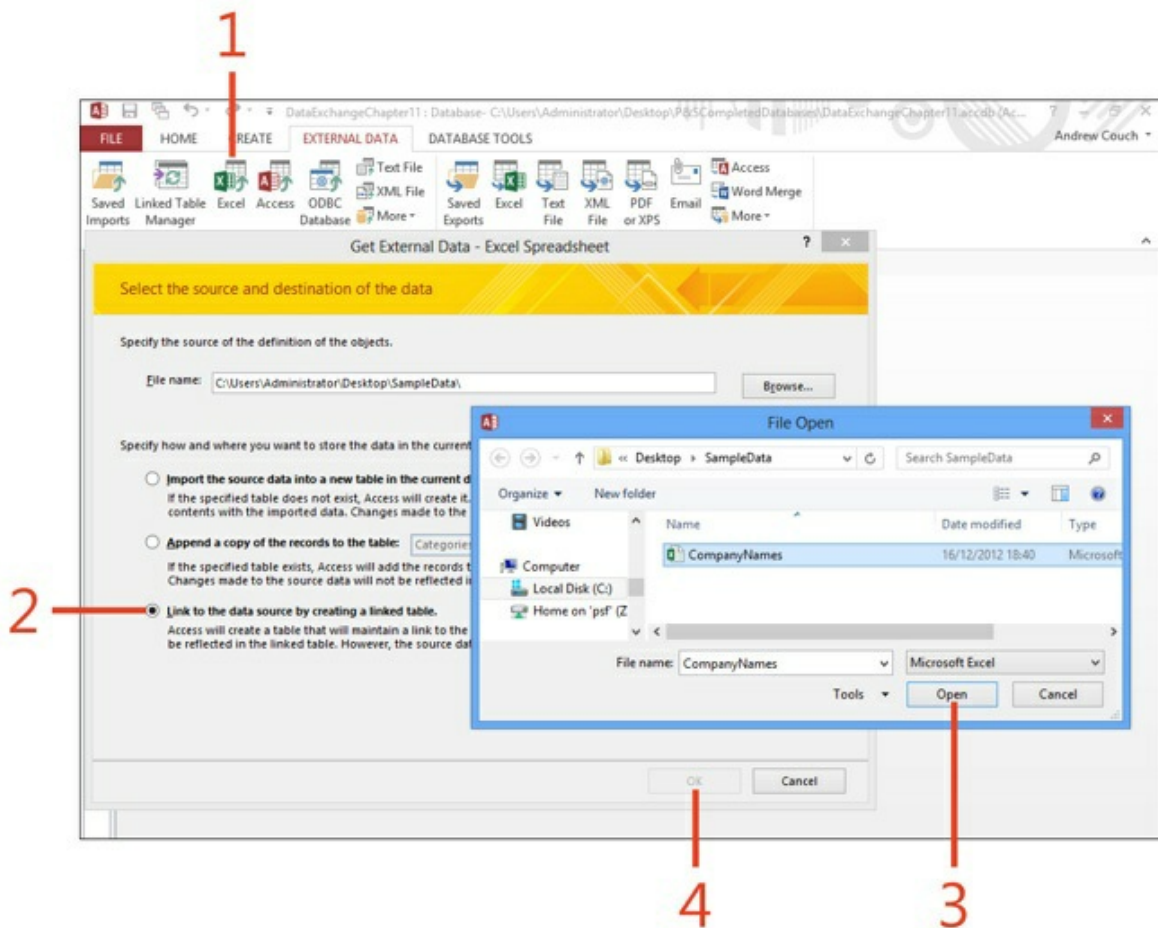 1
DataExchangeChapter11 : Database- C:\Users\Administrator\Desktop\P&SCompletedDatabases\DataExchangeChapter11.accdb (Ac...
?
FILE HOME CREATE EXTERNAL DATA DATABASE TOOLS
Andrew Couch
Saved Imports
Linked Table Manager
Excel
Access
ODBC Database
Text File
XML File
More
Saved Exports
Excel
Text File
XML File
PDF or XPS
Email
Access
Word Merge
More
Get External Data - Excel Spreadsheet
?
Select the source and destination of the data
Specify the source of the definition of the objects.
File name: C:\Users\Administrator\Desktop\SampleData\
Browse...
Specify how and where you want to store the data in the current
Import the source data into a new table in the current d
If the specified table does not exist, Access will create it.
contents with the imported data. Changes made to the
Append a copy of the records to the table: Categories
If the specified table exists, Access will add the records t
Changes made to the source data will not be reflected i
2
Link to the data source by creating a linked table.
Access will create a table that will maintain a link to the
be reflected in the linked table. However, the source dat
OK
Cancel
File Open
« Desktop SampleData
Search SampleData
Organize
New folder
Videos
Computer
Local Disk (C:)
Home on 'psf' (Z
Name Date modified Type
CompanyNames 16/12/2012 18:40 Microsoft
File name: CompanyNames
Microsoft Excel
Tools
Open
Cancel
4
3